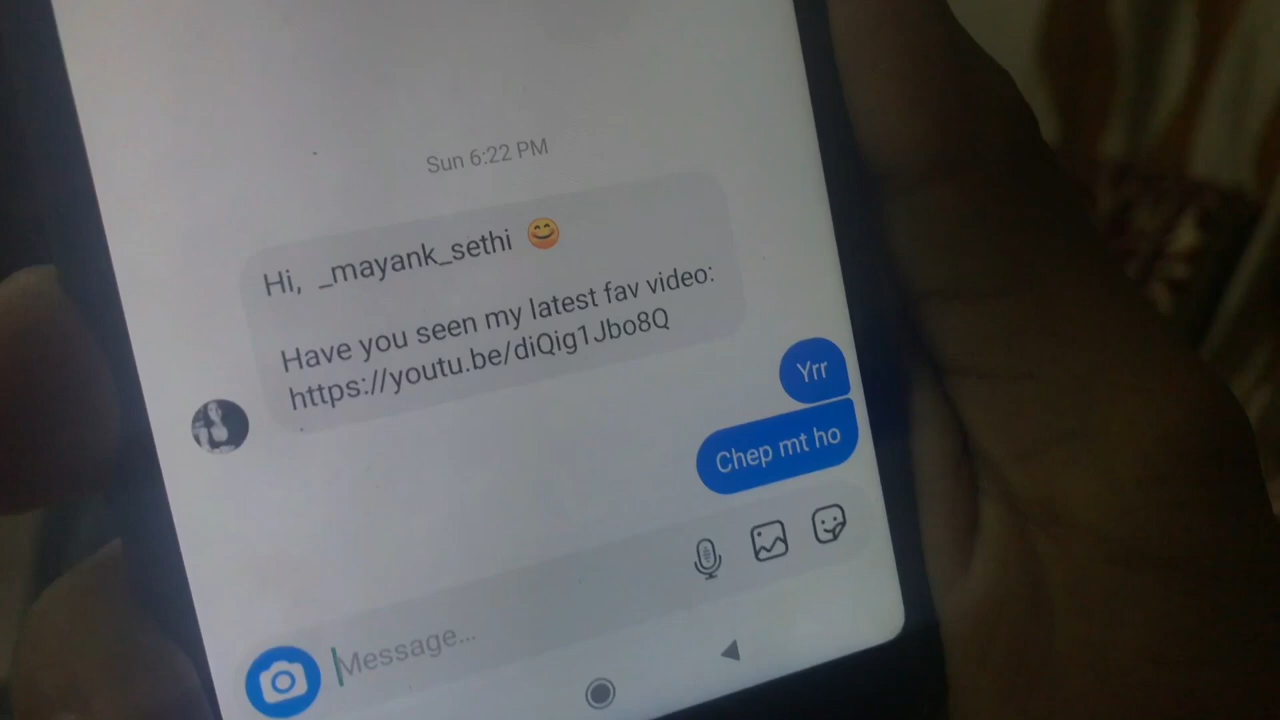 Sun 6:22 PM
Hi, _mayank_sethi 😊
Have you seen my latest fav video:
https://youtu.be/diQig1Jbo8Q
Yrr
Chep mt ho
Message...